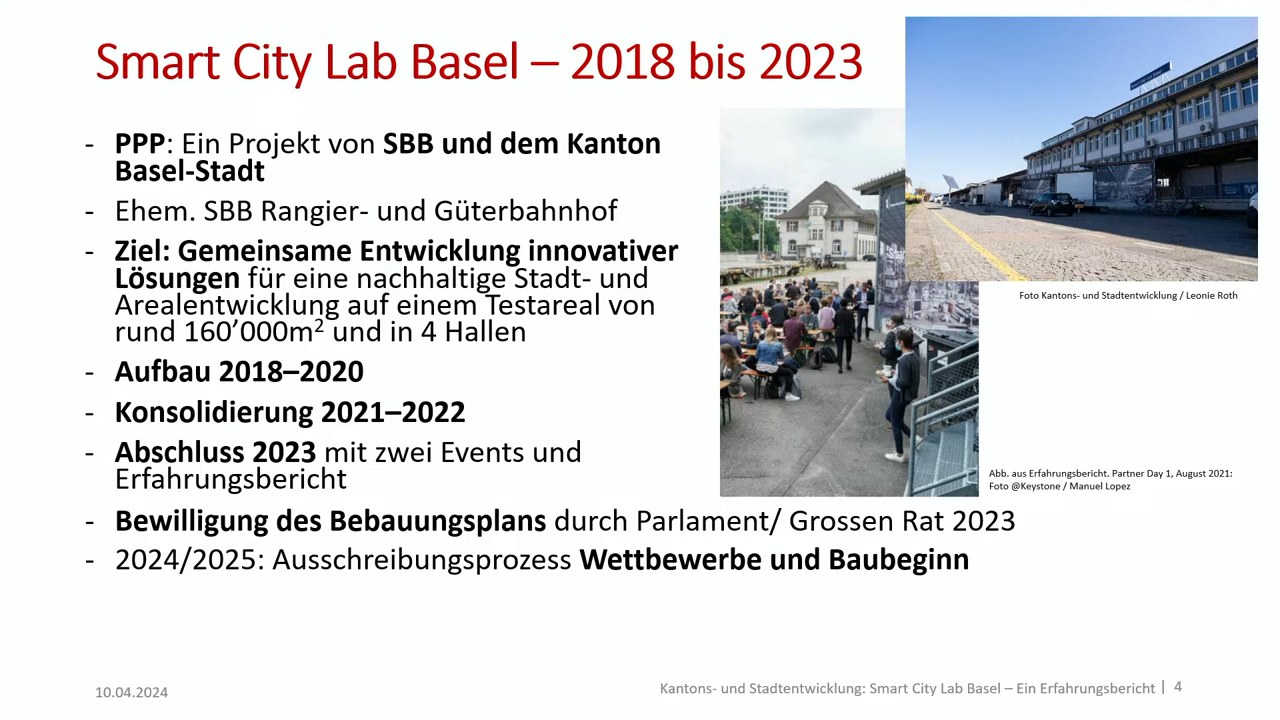 Smart City Lab Basel – 2018 bis 2023
- PPP: Ein Projekt von SBB und dem Kanton
Basel-Stadt
- Ehem. SBB Rangier- und Güterbahnhof
- Ziel: Gemeinsame Entwicklung innovativer
Lösungen für eine nachhaltige Stadt- und
Arealentwicklung auf einem Testareal von
rund 160’000m² und in 4 Hallen
- Aufbau 2018–2020
- Konsolidierung 2021–2022
- Abschluss 2023 mit zwei Events und
Erfahrungsbericht
- Bewilligung des Bebauungsplans durch Parlament/ Grossen Rat 2023
- 2024/2025: Ausschreibungsprozess Wettbewerbe und Baubeginn
Foto Kantons- und Stadtentwicklung / Leonie Roth
Abb. aus Erfahrungsbericht. Partner Day 1, August 2021:
Foto @Keystone / Manuel Lopez
10.04.2024
Kantons- und Stadtentwicklung: Smart City Lab Basel – Ein Erfahrungsbericht | 4